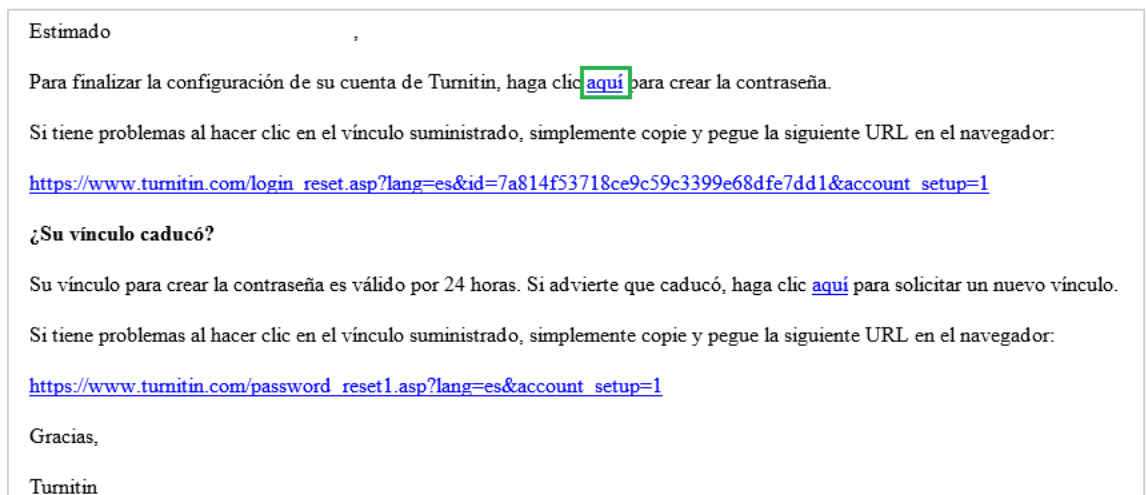 Estimado ,
Para finalizar la configuración de su cuenta de Turnitin, haga clic aquí para crear la contraseña.
Si tiene problemas al hacer clic en el vínculo suministrado, simplemente copie y pegue la siguiente URL en el navegador:
https://www.turnitin.com/login_reset.asp?lang=es&id=7a814f53718ce9c59c3399e68dfe7dd1&account_setup=1
¿Su vínculo caducó?
Su vínculo para crear la contraseña es válido por 24 horas. Si advierte que caducó, haga clic aquí para solicitar un nuevo vínculo.
Si tiene problemas al hacer clic en el vínculo suministrado, simplemente copie y pegue la siguiente URL en el navegador:
https://www.turnitin.com/password_reset1.asp?lang=es&account_setup=1
Gracias,
Turnitin